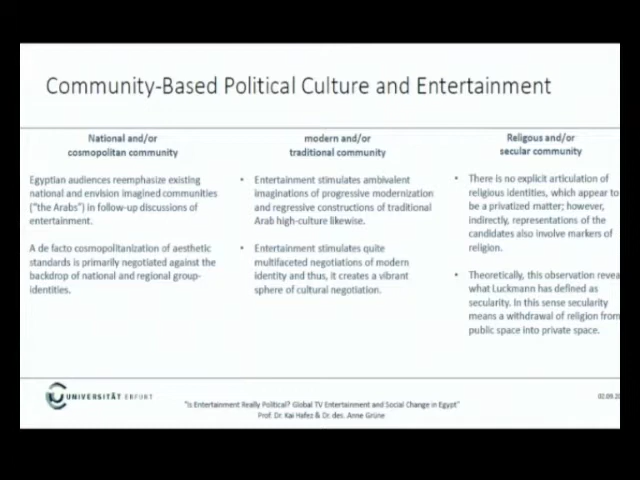 Community-Based Political Culture and Entertainment
National and/or
cosmopolitan community
Egyptian audiences reemphasize existing
national and envision imagined communities
("the Arabs") in follow-up discussions of
entertainment.
A de facto cosmopolitanization of aesthetic
standards is primarily negotiated against the
backdrop of national and regional group-
identities.
modern and/or
traditional community
• Entertainment stimulates ambivalent
imaginations of progressive modernization
and regressive constructions of traditional
Arab high-culture likewise.
• Entertainment stimulates quite
multifaceted negotiations of modern
identity and thus, it creates a vibrant
sphere of cultural negotiation.
Religous and/or
secular community
• There is no explicit articulation of
religious identities, which appear to
be a privatized matter; however,
indirectly, representations of the
candidates also involve markers of
religion.
• Theoretically, this observation revea
what Luckmann has defined as
secularity. In this sense secularity
means a withdrawal of religion from
public space into private space.
UNIVERSITÄT ERFURT
"Is Entertainment Really Political? Global TV Entertainment and Social Change in Egypt"
Prof. Dr. Kai Hafez & Dr. des. Anne Grüne